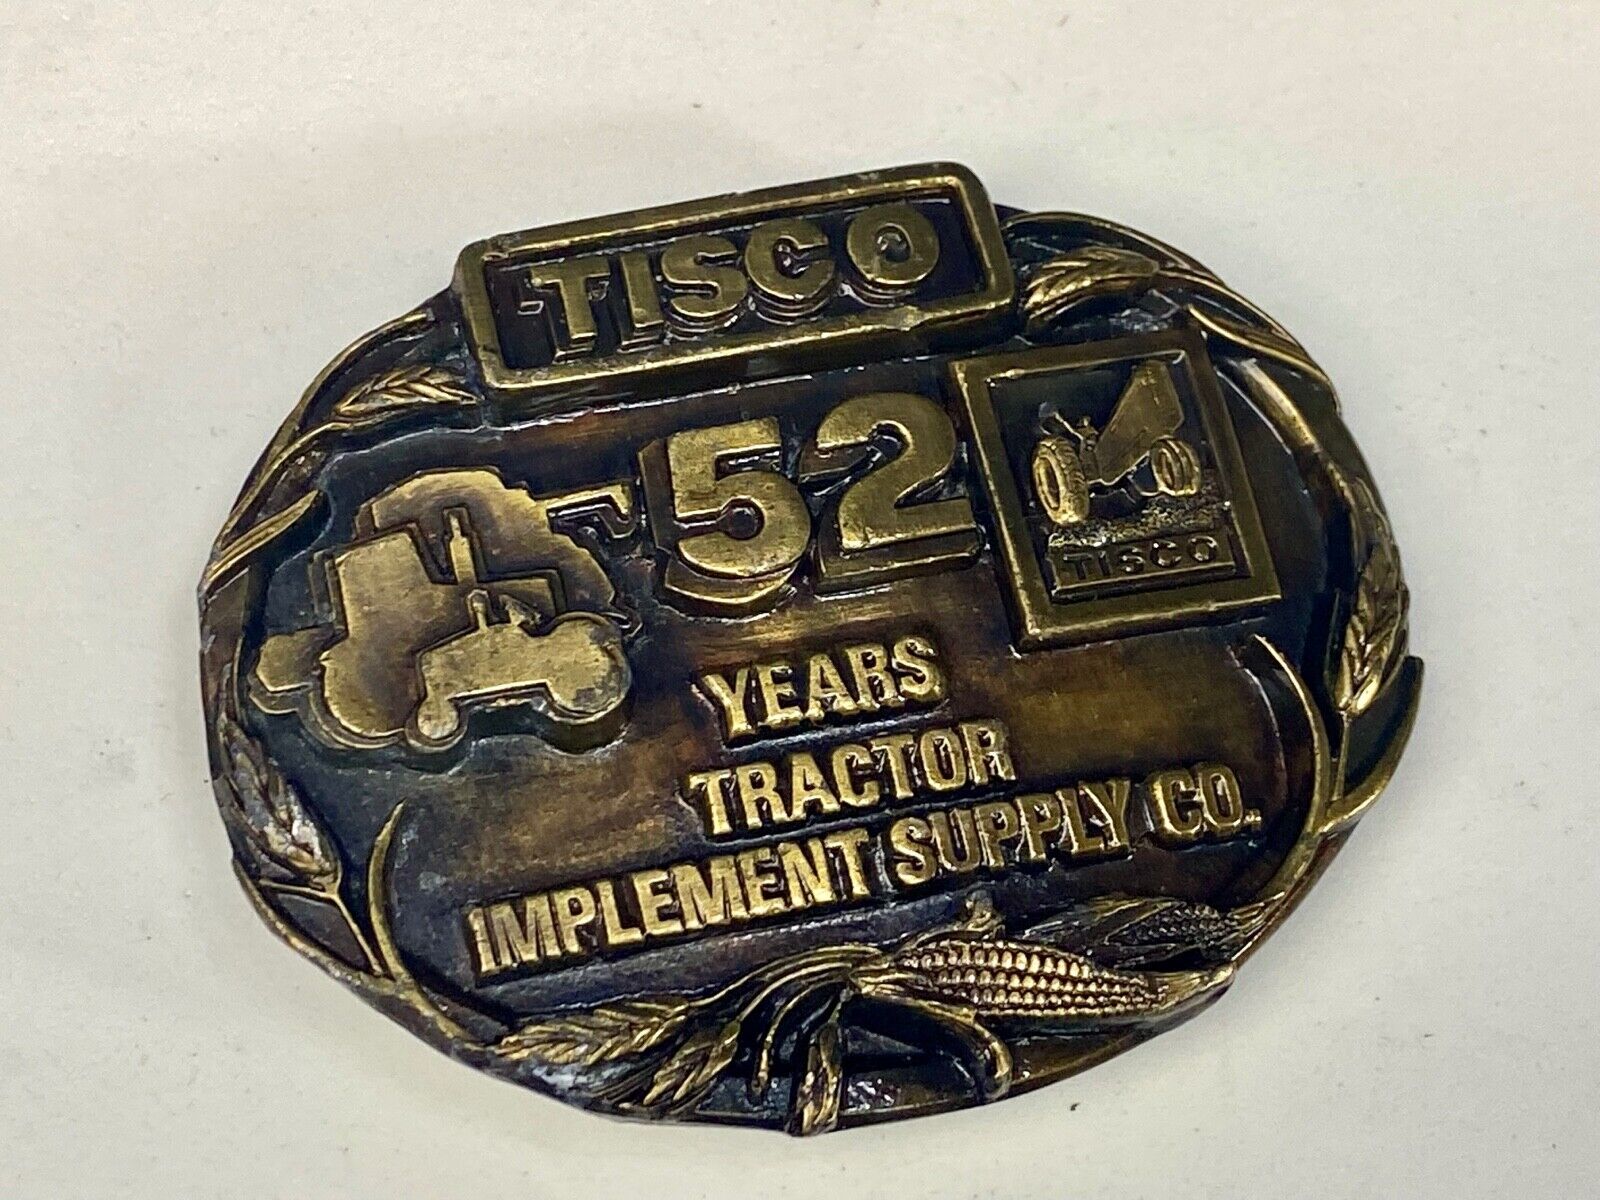 TISCO
52
TISCO
YEARS
TRACTOR
IMPLEMENT SUPPLY CO.